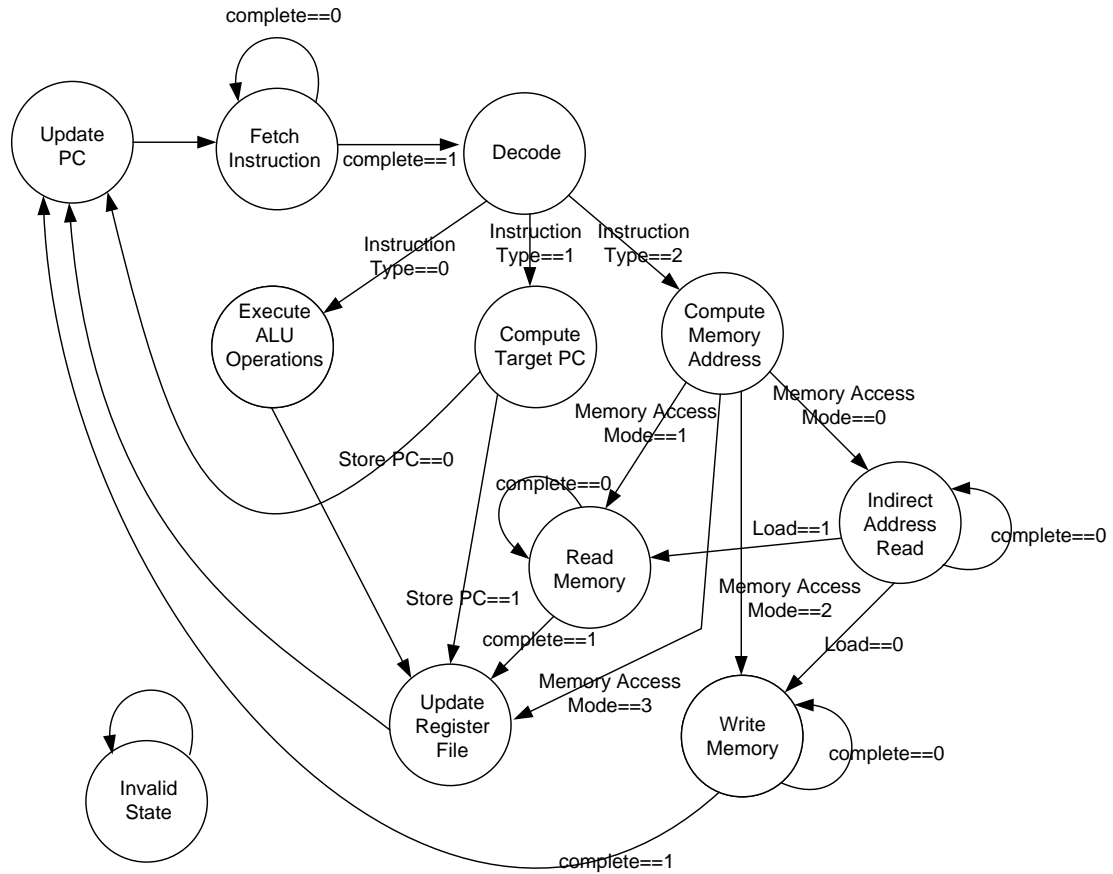 complete==0
Update
PC
Fetch
Instruction
complete==1
Decode
Instruction
Type==0
Instruction
Type==1
Instruction
Type==2
Execute
ALU
Operations
Compute
Target PC
Compute
Memory
Address
Memory Access
Mode==1
Memory Access
Mode==0
Store PC==0
complete==0
Indirect
Address
Read
complete==0
Load==1
Read
Memory
Store PC==1
Memory Access
Mode==2
complete==1
Load==0
Memory Access
Mode==3
Update
Register
File
Write
Memory
complete==0
Invalid
State
complete==1